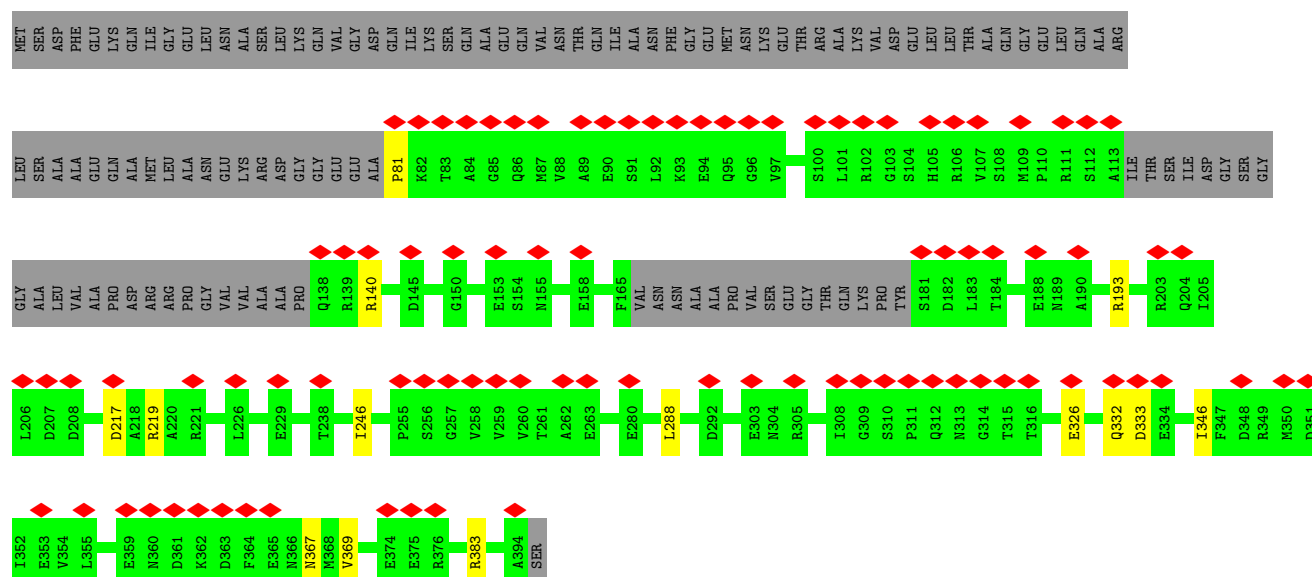 MET SER ASP PHE GLU LYS GLN ILE GLY GLU LEU ASN ALA SER LEU LYS GLN VAL GLY ASP GLN ILE LYS SER GLN ALA GLU GLN VAL ASN THR GLN ILE ALA ASN PHE GLY GLU MET ASN LYS GLU THR ARG ALA LYS VAL ASP GLU LEU LEU THR ALA GLN GLY GLU LEU GLN ALA ARG
LEU SER ALA ALA GLU GLN ALA MET LEU ALA ASN GLU LYS ARG ASP GLY GLY GLU GLU ALA P81 K82 T83 A84 G85 Q86 M87 V88 A89 E90 S91 L92 K93 E94 Q95 G96 V97 S100 L101 R102 G103 S104 H105 R106 V107 S108 M109 P110 R111 S112 A113 ILE THR SER ILE ASP GLY SER GLY
GLY ALA LEU VAL ALA PRO ASP ARG ARG PRO GLY VAL VAL ALA ALA PRO Q138 R139 R140 D145 G150 E153 S154 N155 E158 F165 VAL ASN ASN ALA ALA PRO VAL SER GLU GLY THR GLN LYS PRO TYR S181 D182 L183 T184 E188 N189 A190 R193 R203 Q204 I205
L206 D207 D208 D217 A218 R219 A220 R221 L226 E229 T238 I246 P255 S256 G257 V258 V259 V260 T261 A262 E263 E280 L288 D292 E303 N304 R305 I308 G309 S310 P311 Q312 N313 G314 T315 T316 E326 Q332 D333 E334 I346 F347 D348 R349 M350 D351
I352 E353 V354 L355 E359 N360 D361 K362 D363 F364 E365 N366 N367 M368 V369 E374 E375 R376 R383 A394 SER